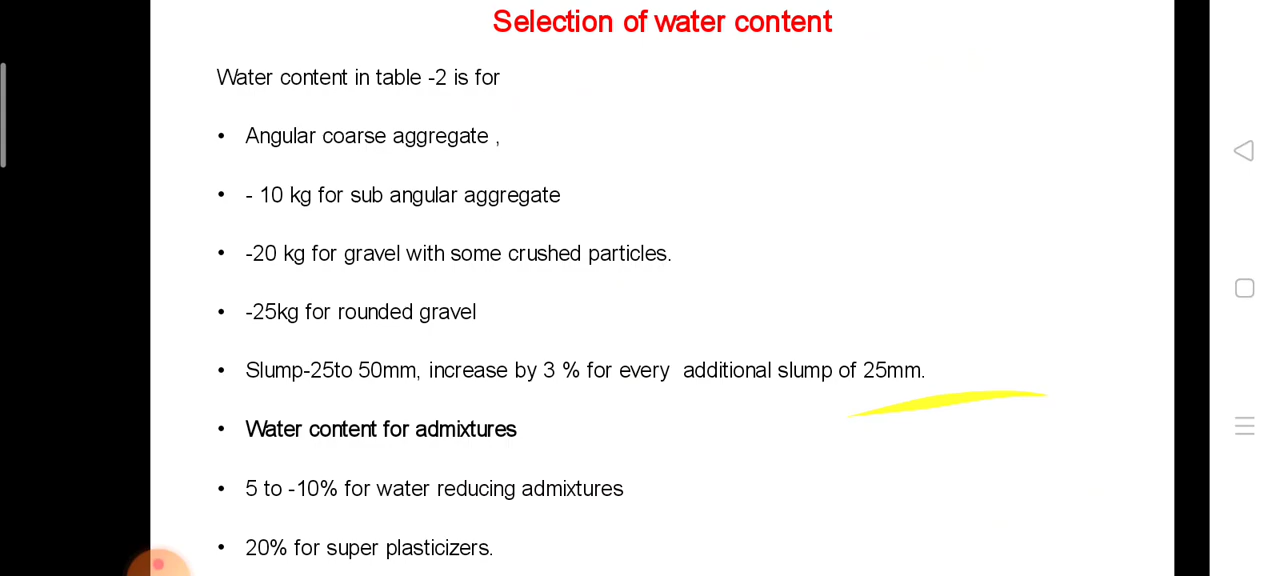 Selection of water content
Water content in table -2 is for
• Angular coarse aggregate ,
• - 10 kg for sub angular aggregate
• -20 kg for gravel with some crushed particles.
• -25kg for rounded gravel
• Slump-25to 50mm, increase by 3 % for every additional slump of 25mm.
• Water content for admixtures
• 5 to -10% for water reducing admixtures
• 20% for super plasticizers.